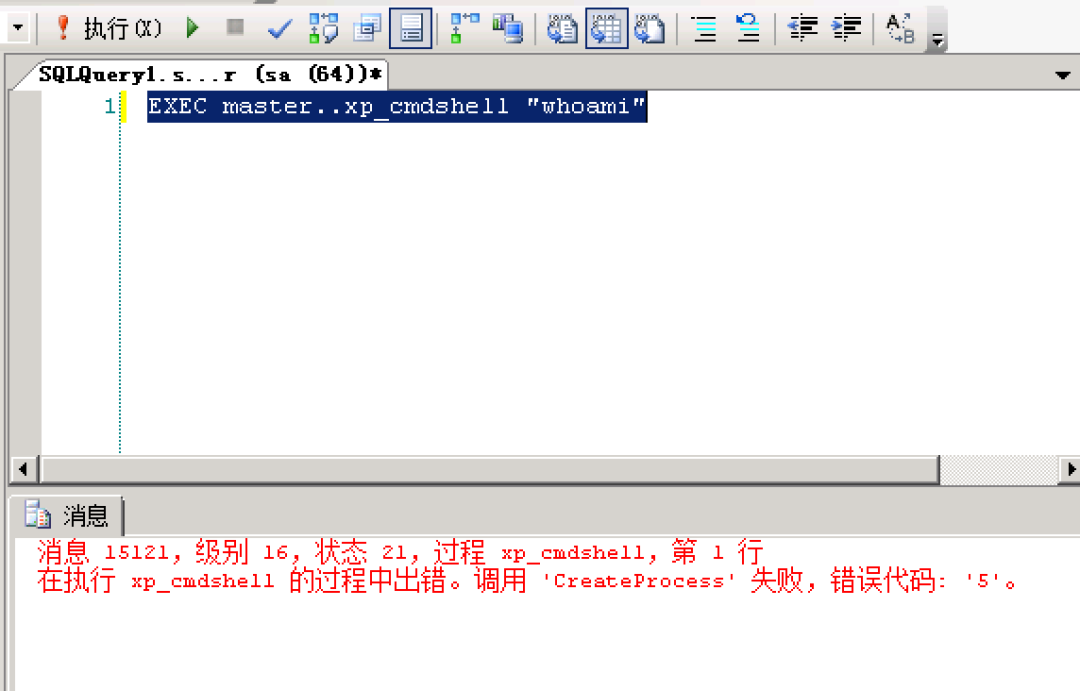 执行(X)
SQLQuery1.s...r (sa (64))*
1 EXEC master..xp_cmdshell "whoami"
消息
消息 15121，级别 16，状态 21，过程 xp_cmdshell，第 1 行
在执行 xp_cmdshell 的过程中出错。调用 'CreateProcess' 失败，错误代码: '5'。